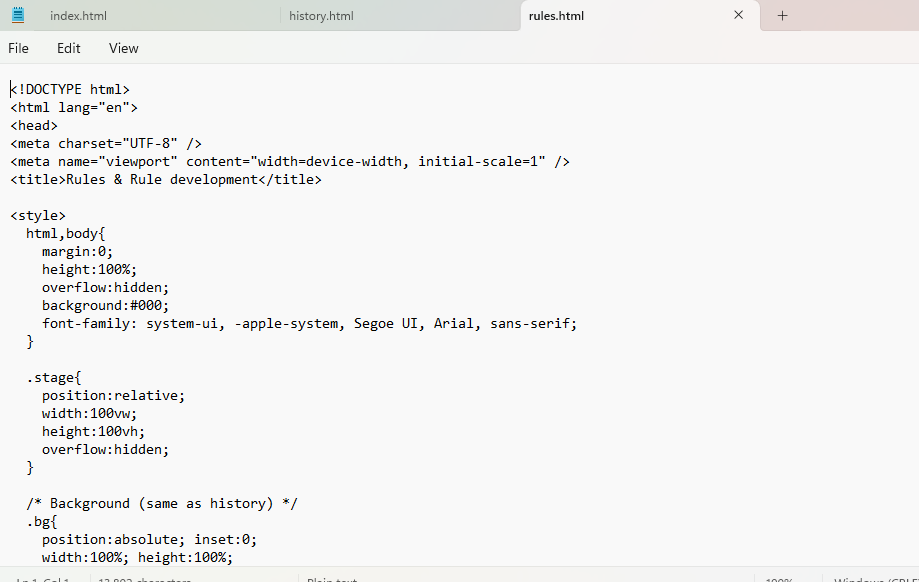 index.html
history.html
rules.html
File Edit View
<!DOCTYPE html>
<html lang="en">
<head>
<meta charset="UTF-8" />
<meta name="viewport" content="width=device-width, initial-scale=1" />
<title>Rules & Rule development</title>
<style>
html,body{
margin:0;
height:100%;
overflow:hidden;
background:#000;
font-family: system-ui, -apple-system, Segoe UI, Arial, sans-serif;
}
.stage{
position:relative;
width:100vw;
height:100vh;
overflow:hidden;
}
/* Background (same as history) */
.bg{
position:absolute; inset:0;
width:100%; height:100%;
Plain text
100%